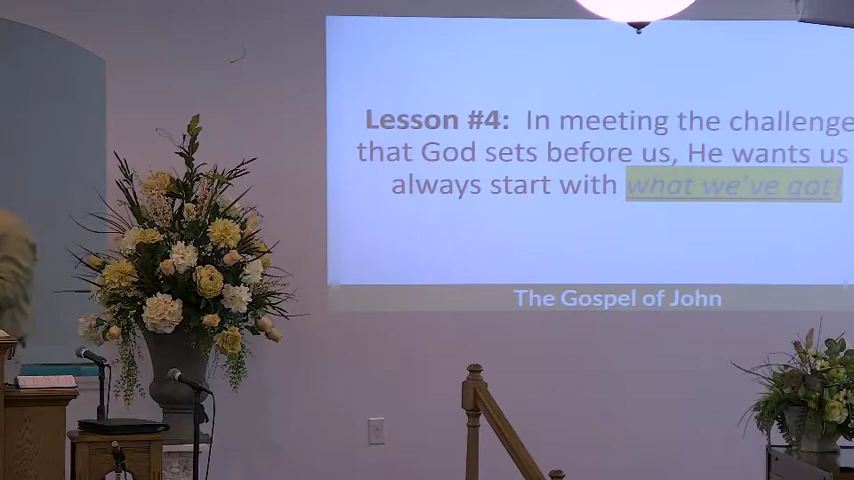 Lesson #4: In meeting the challenge
that God sets before us, He wants us
always start with what we've got!
The Gospel of John